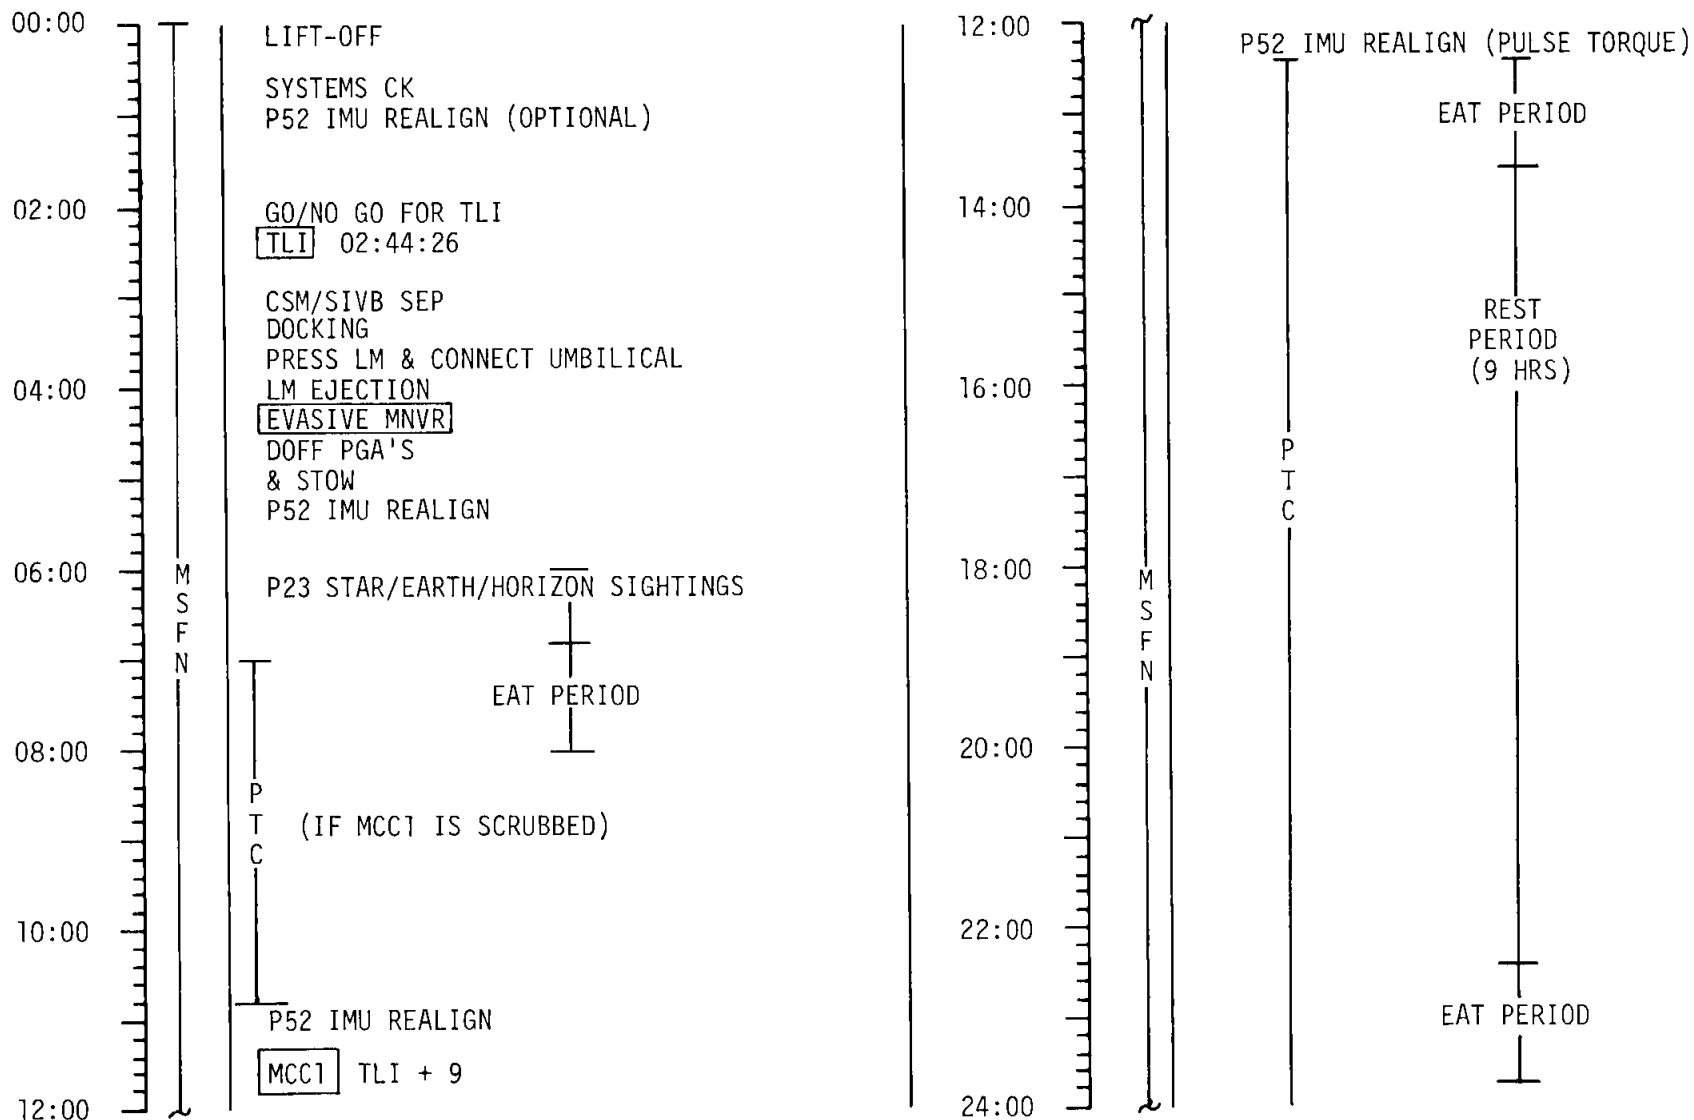 00:00
LIFT-OFF
SYSTEMS CK
P52 IMU REALIGN (OPTIONAL)
02:00
GO/NO GO FOR TLI
TLI 02:44:26
CSM/SIVB SEP
DOCKING
PRESS LM & CONNECT UMBILICAL
04:00
LM EJECTION
EVASIVE MNVR
DOFF PGA'S
& STOW
P52 IMU REALIGN
06:00
MSFN
P23 STAR/EARTH/HORIZON SIGHTINGS
EAT PERIOD
08:00
PTC
(IF MCC1 IS SCRUBBED)
10:00
P52 IMU REALIGN
MCC1 TLI + 9
12:00
12:00
P52 IMU REALIGN (PULSE TORQUE)
EAT PERIOD
14:00
REST
PERIOD
(9 HRS)
16:00
PTC
18:00
MSFN
20:00
22:00
EAT PERIOD
24:00